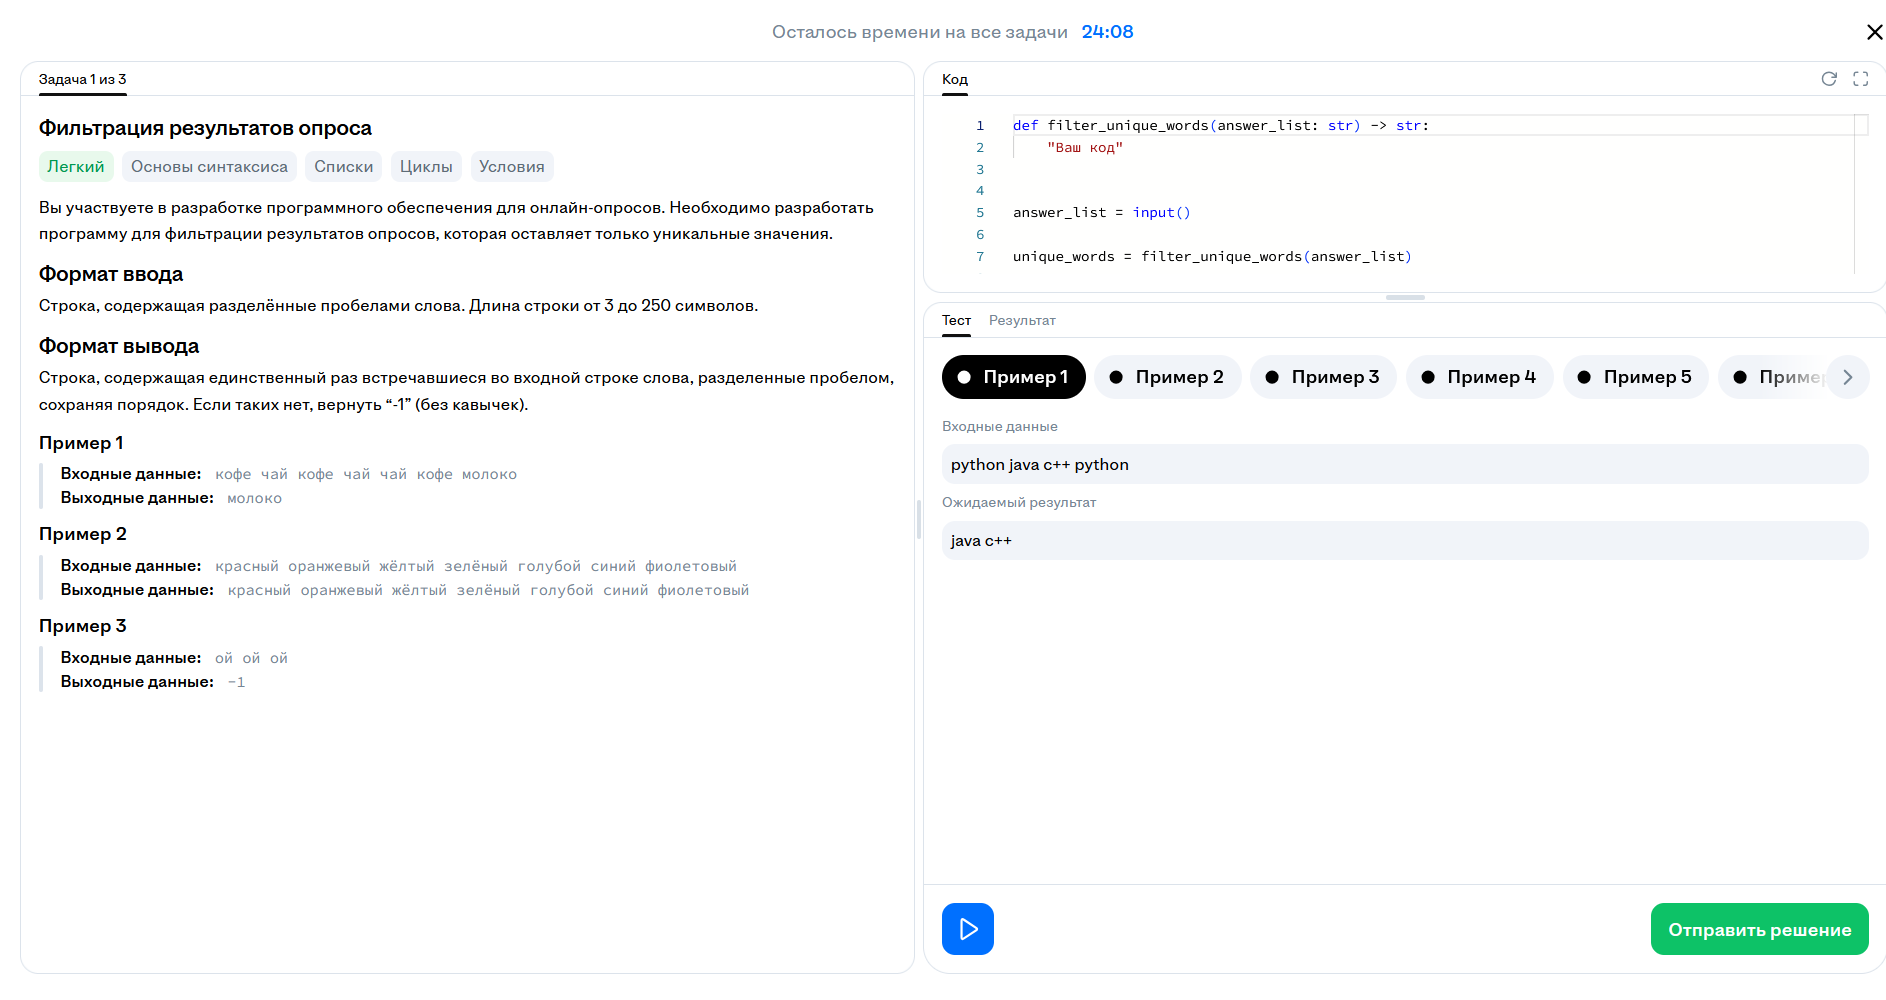 Осталось времени на все задачи 24:08
Задача 1 из 3
Фильтрация результатов опроса
Легкий Основы синтаксиса Списки Циклы Условия
Вы участвуете в разработке программного обеспечения для онлайн-опросов. Необходимо разработать
программу для фильтрации результатов опросов, которая оставляет только уникальные значения.
Формат ввода
Строка, содержащая разделённые пробелами слова. Длина строки от 3 до 250 символов.
Формат вывода
Строка, содержащая единственный раз встречавшиеся во входной строке слова, разделенные пробелом,
сохраняя порядок. Если таких нет, вернуть “-1” (без кавычек).
Пример 1
Входные данные: кофе чай кофе чай чай кофе молоко
Выходные данные: молоко
Пример 2
Входные данные: красный оранжевый жёлтый зелёный голубой синий фиолетовый
Выходные данные: красный оранжевый жёлтый зелёный голубой синий фиолетовый
Пример 3
Входные данные: ой ой ой
Выходные данные: -1
Код
1 def filter_unique_words(answer_list: str) -> str:
2 "Ваш код"
3
4
5 answer_list = input()
6
7 unique_words = filter_unique_words(answer_list)
Тест Результат
Пример 1 Пример 2 Пример 3 Пример 4 Пример 5 Пример
Входные данные
python java c++ python
Ожидаемый результат
java c++
Отправить решение